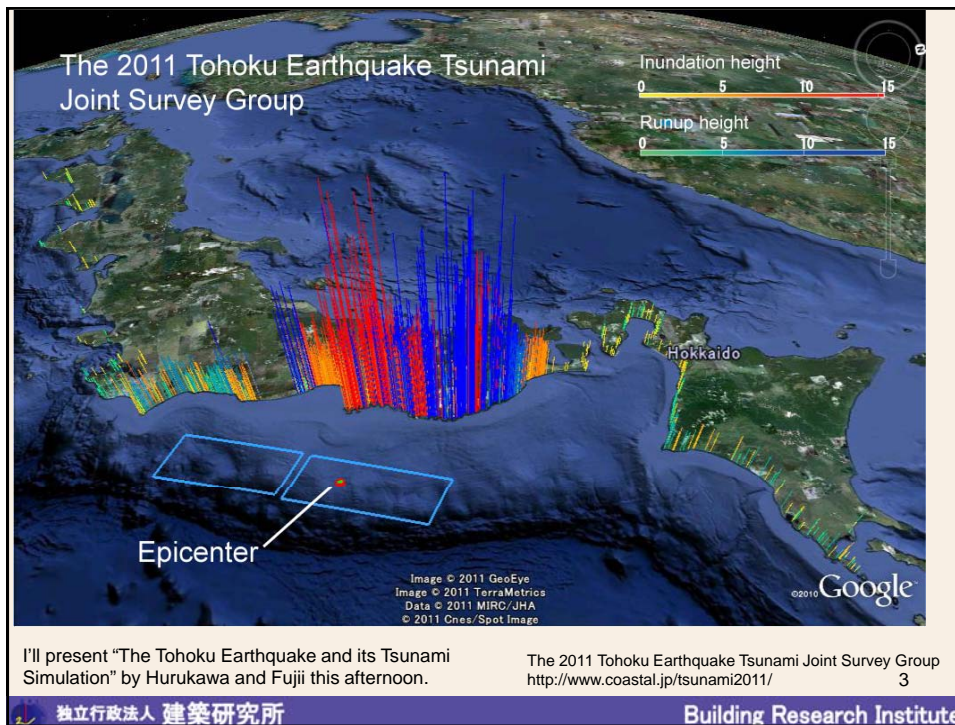 The 2011 Tohoku Earthquake Tsunami
Joint Survey Group
Inundation height
0 5 10 15
Runup height
0 5 10 15
Hokkaido
Epicenter
Image © 2011 GeoEye
Image © 2011 TerraMetrics
Data © 2011 MIRC/JHA
© 2011 Cnes/Spot Image
©2010 Google™
I'll present “The Tohoku Earthquake and its Tsunami
Simulation” by Hurukawa and Fujii this afternoon.
The 2011 Tohoku Earthquake Tsunami Joint Survey Group
http://www.coastal.jp/tsunami2011/ 3
独立行政法人 建築研究所
Building Research Institute